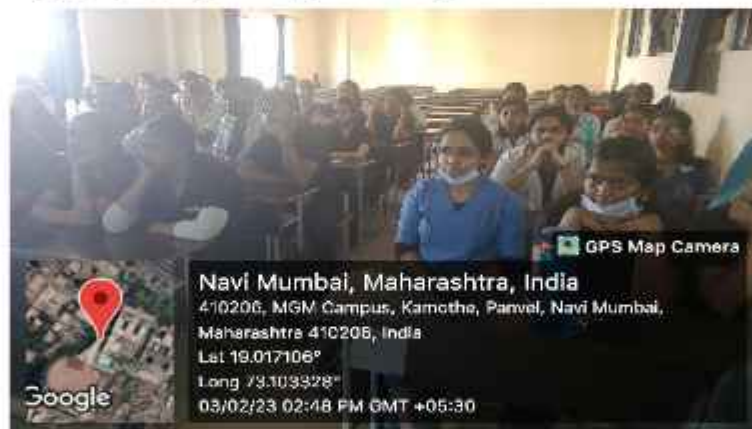 GPS Map Camera
Navi Mumbai, Maharashtra, India
410206, MGM Campus, Kamothe, Panvel, Navi Mumbai,
Maharashtra 410206, India
Lat 19.017106°
Long 73.103328°
03/02/23 02:48 PM GMT +05:30
Google